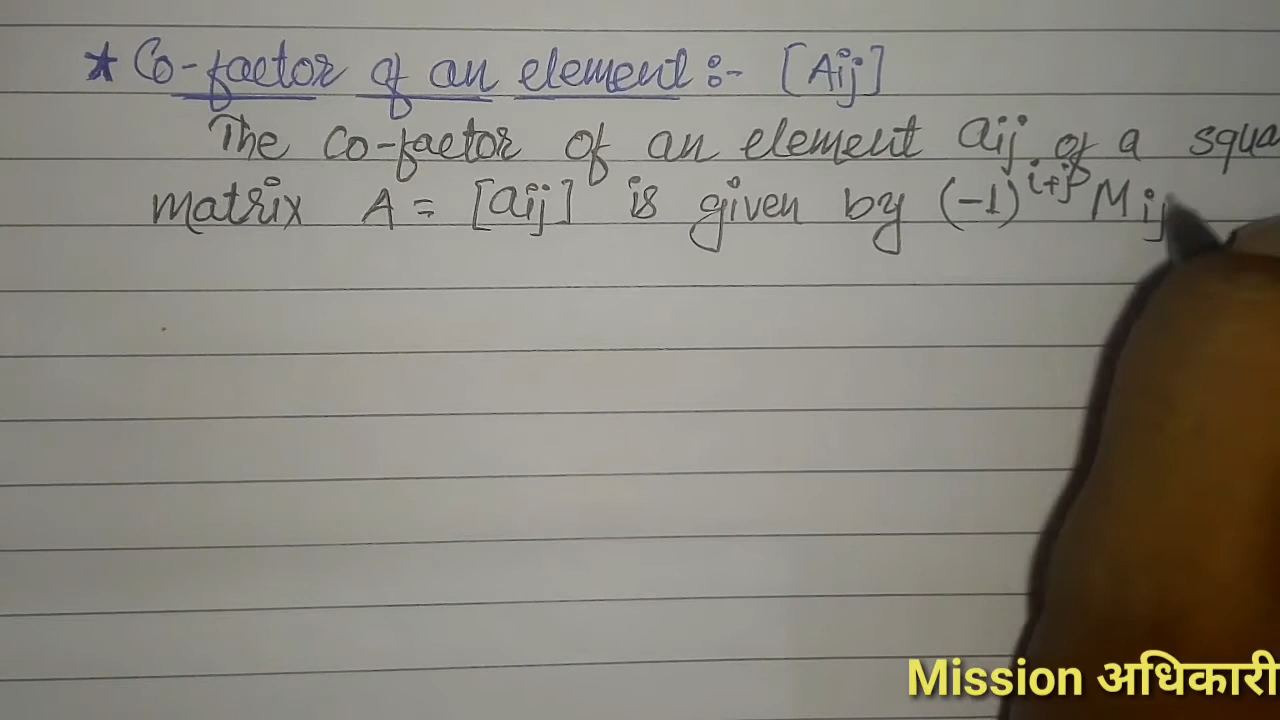 * Co-factor of an element :- [Aij]
The co-factor of an element aij of a squa
matrix A = [aij] is given by (-1)^{i+j} Mij
Mission अधिकारी